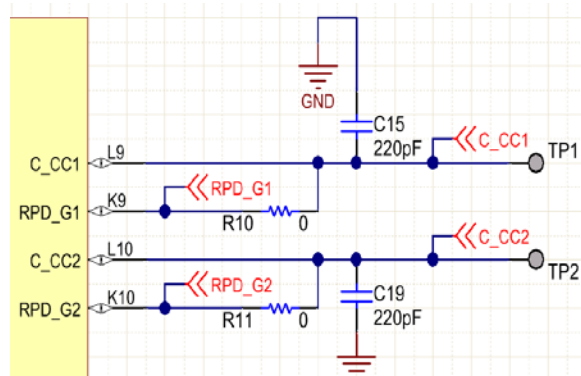 GND
C15
220pF
C_CC1
TP1
C_CC1
L9
RPD_G1
K9
RPD_G1
R10
0
C_CC2
TP2
C_CC2
L10
RPD_G2
K10
RPD_G2
R11
0
C19
220pF